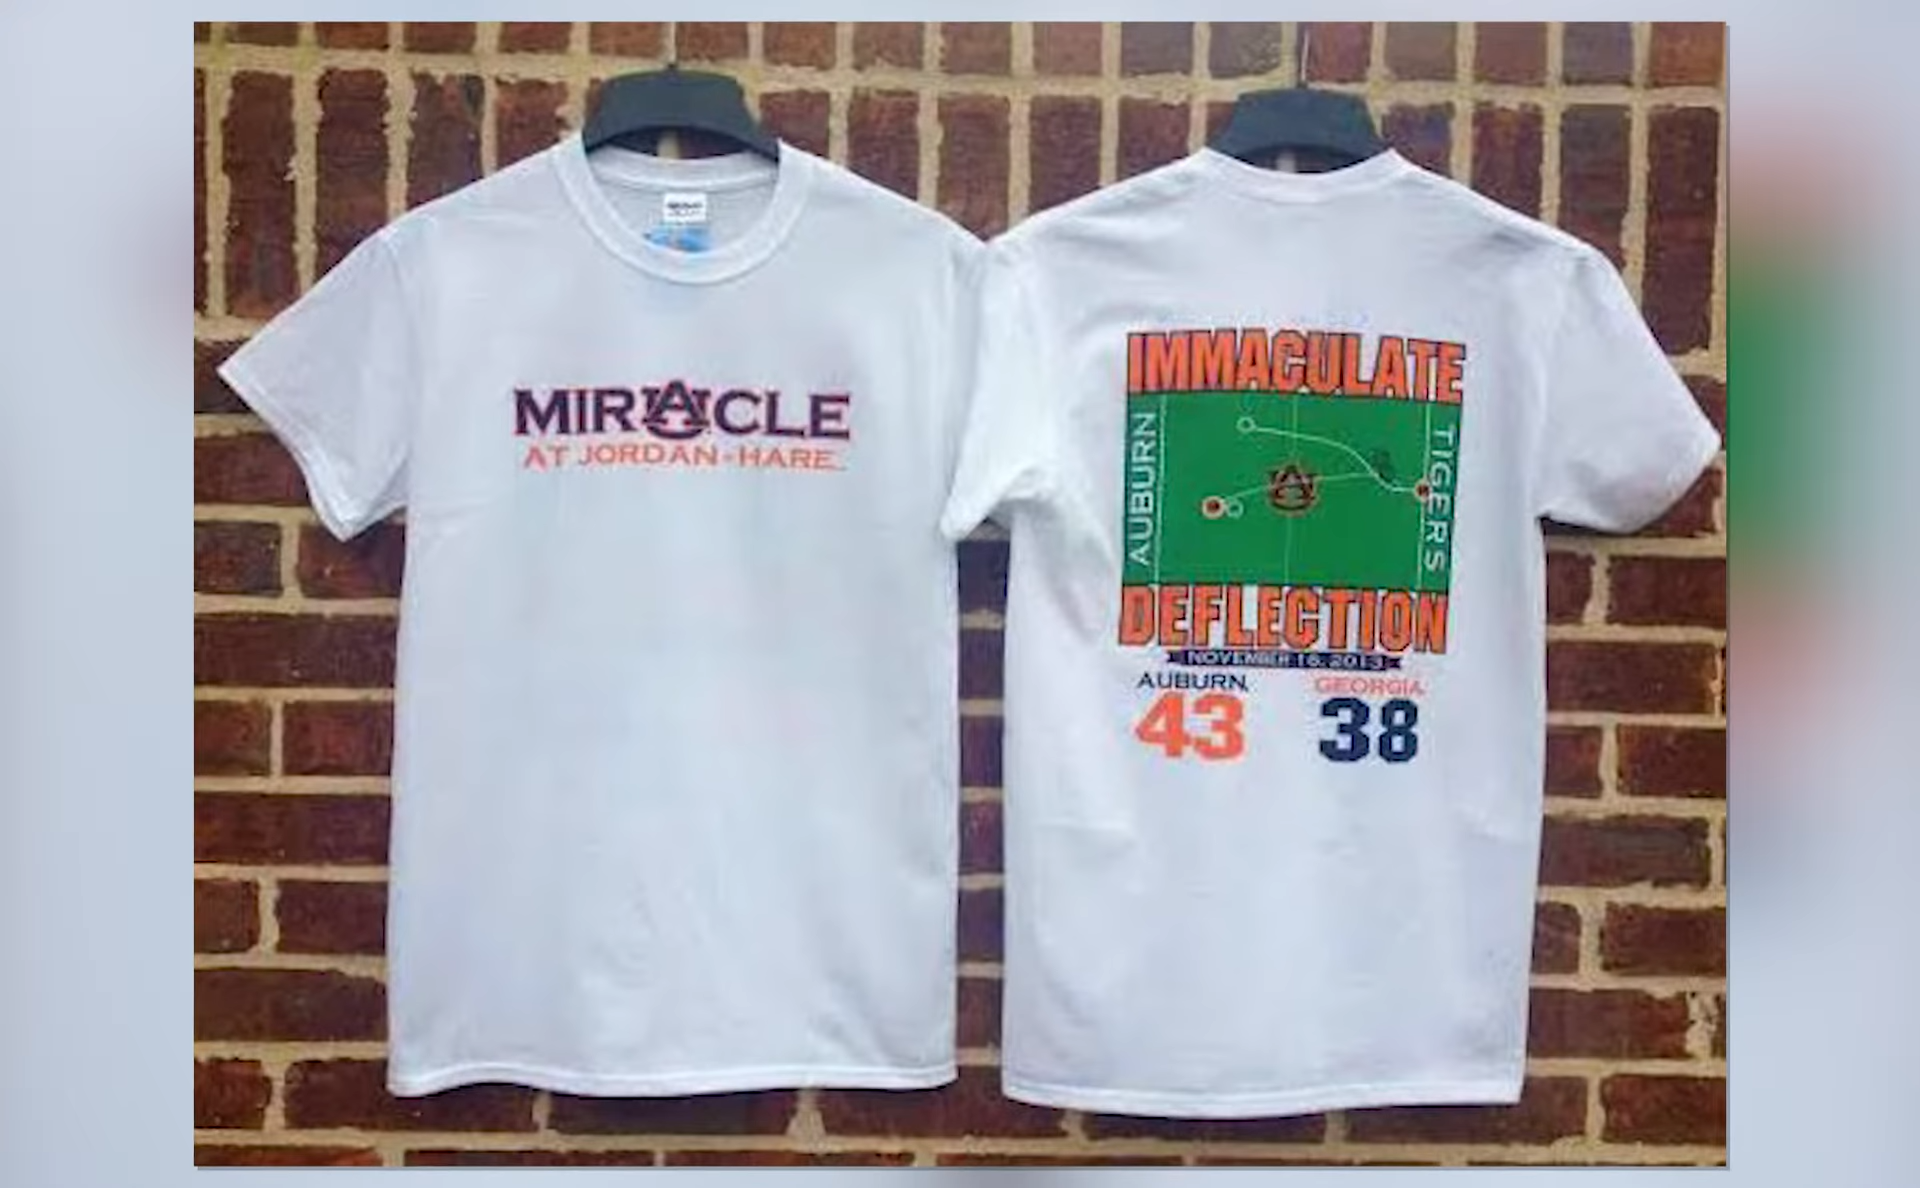 MIRACLE
AT JORDAN-HARE
IMMACULATE
AUBURN
TIGERS
DEFLECTION
NOVEMBER 16, 2013
AUBURN GEORGIA
43 38